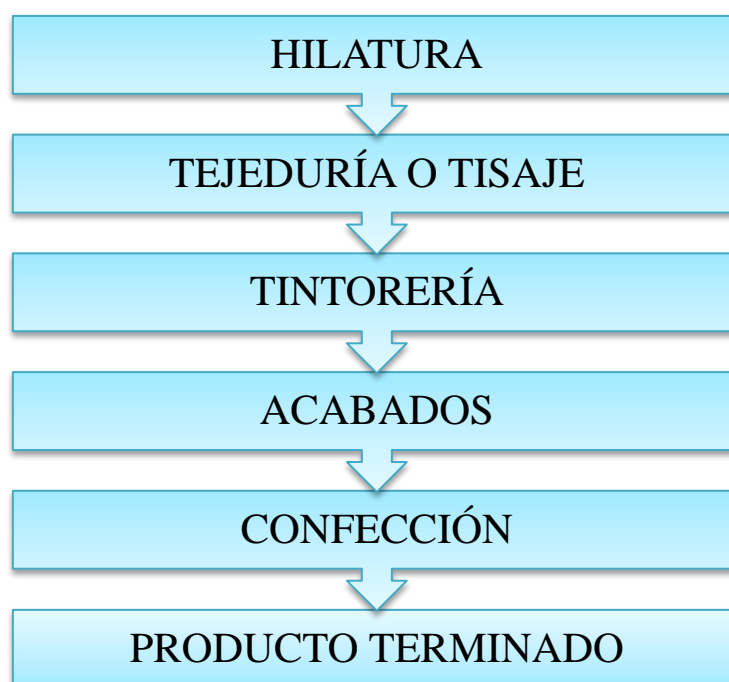 HILATURA
TEJEDURÍA O TISAJE
TINTORERÍA
ACABADOS
CONFECCIÓN
PRODUCTO TERMINADO